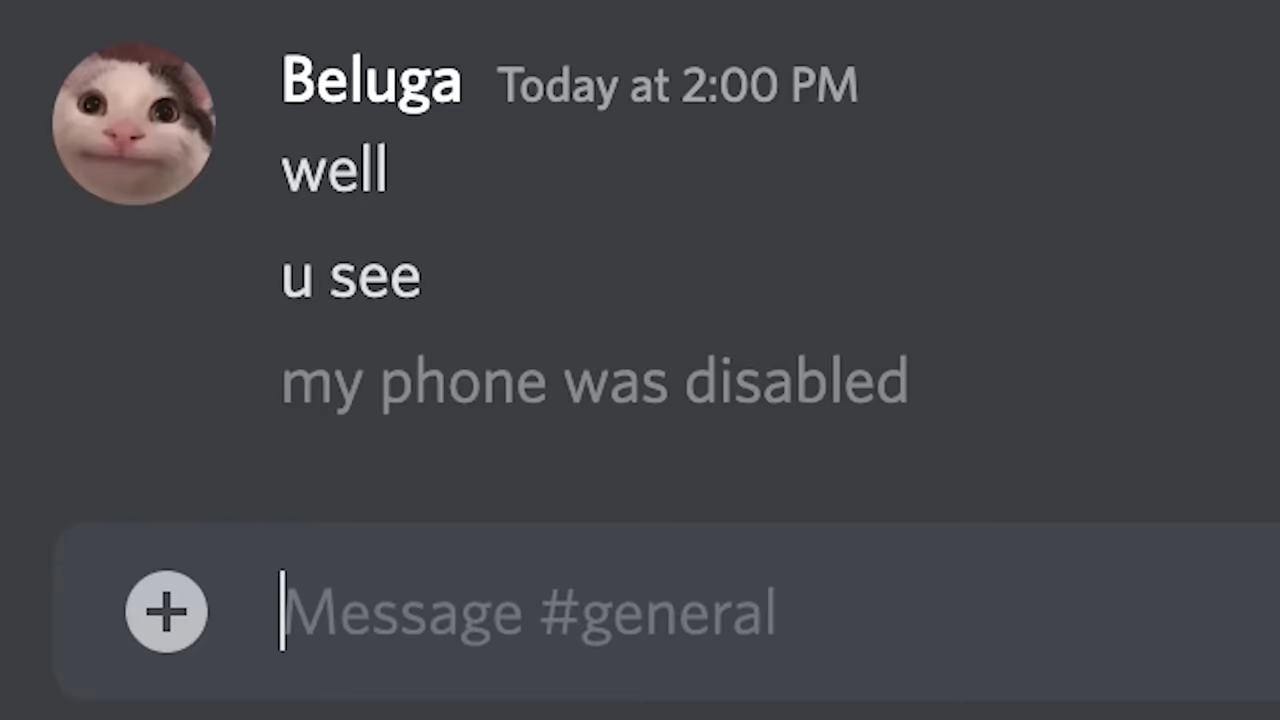 Beluga Today at 2:00 PM
well
u see
my phone was disabled
Message #general